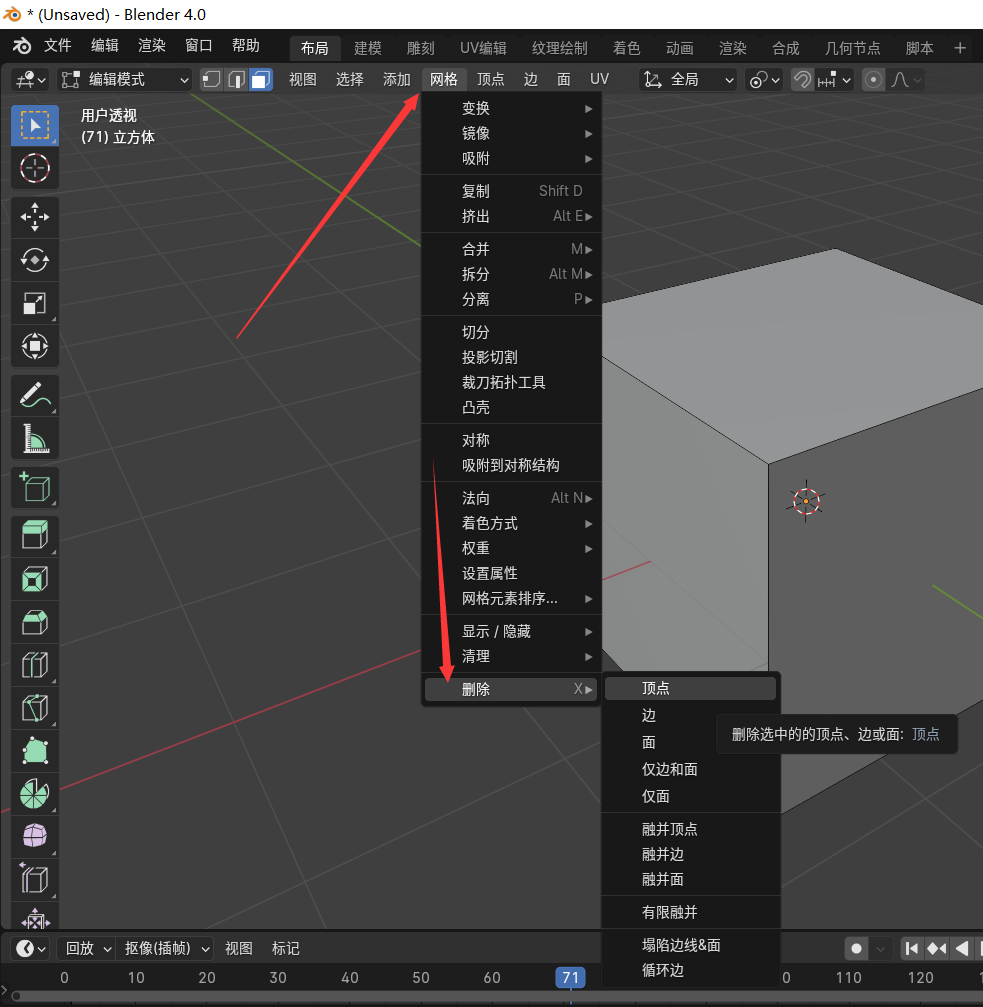 * (Unsaved) - Blender 4.0
文件 编辑 渲染 窗口 帮助 布局 建模 雕刻 UV编辑 纹理绘制 着色 动画 渲染 合成 几何节点 脚本 +
编辑模式 视图 选择 添加 网格 顶点 边 面 UV 全局
用户透视
(71) 立方体
变换
镜像
吸附
复制 Shift D
挤出 Alt E
合并 M
拆分 Alt M
分离 P
切分
投影切割
裁刀拓扑工具
凸壳
对称
吸附到对称结构
法向 Alt N
着色方式
权重
设置属性
网格元素排序...
显示 / 隐藏
清理
删除 X
顶点
边
面
仅边和面
仅面
融并顶点
融并边
融并面
有限融并
塌陷边线&面
循环边
删除选中的的顶点、边或面: 顶点
回放 抠像(插帧) 视图 标记
0 10 20 30 40 50 60 71 0 110 120